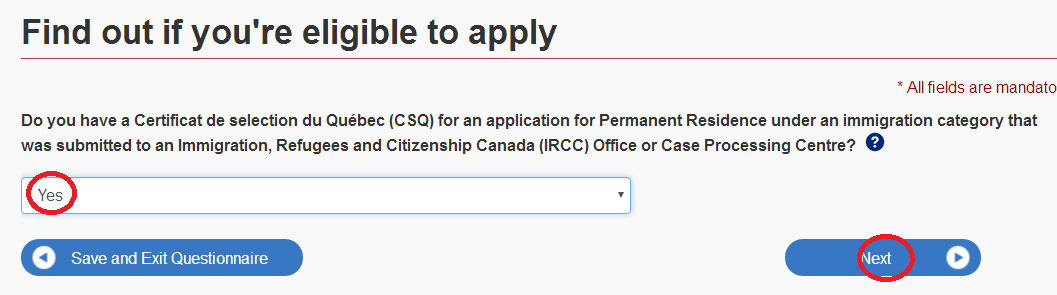 Find out if you're eligible to apply
* All fields are mandato
Do you have a Certificat de selection du Québec (CSQ) for an application for Permanent Residence under an immigration category that
was submitted to an Immigration, Refugees and Citizenship Canada (IRCC) Office or Case Processing Centre? ?
Yes
Save and Exit Questionnaire
Next